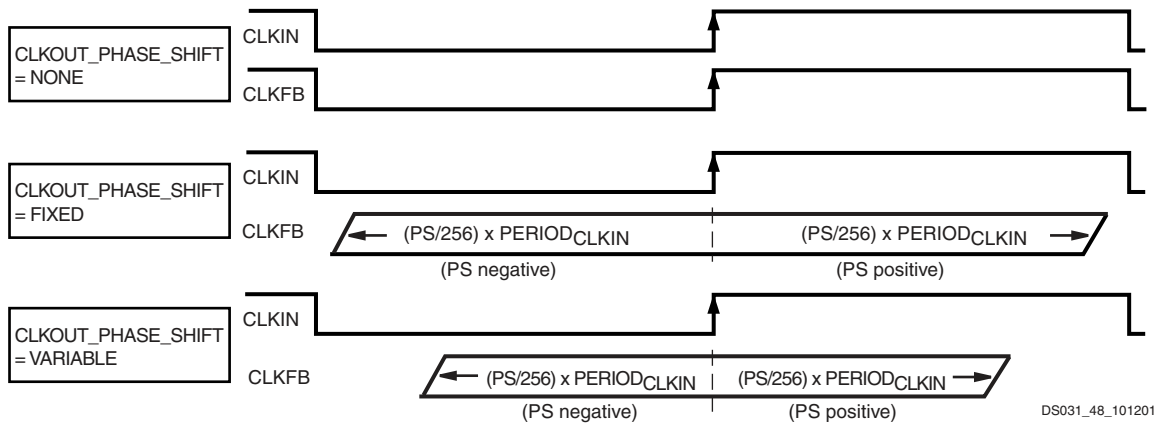 CLKOUT_PHASE_SHIFT
= NONE
CLKIN
CLKFB
CLKOUT_PHASE_SHIFT
= FIXED
CLKIN
CLKFB
(PS/256) x PERIODCLKIN
(PS/256) x PERIODCLKIN
(PS negative)
(PS positive)
CLKOUT_PHASE_SHIFT
= VARIABLE
CLKIN
CLKFB
(PS/256) x PERIODCLKIN
(PS/256) x PERIODCLKIN
(PS negative)
(PS positive)
DS031_48_101201